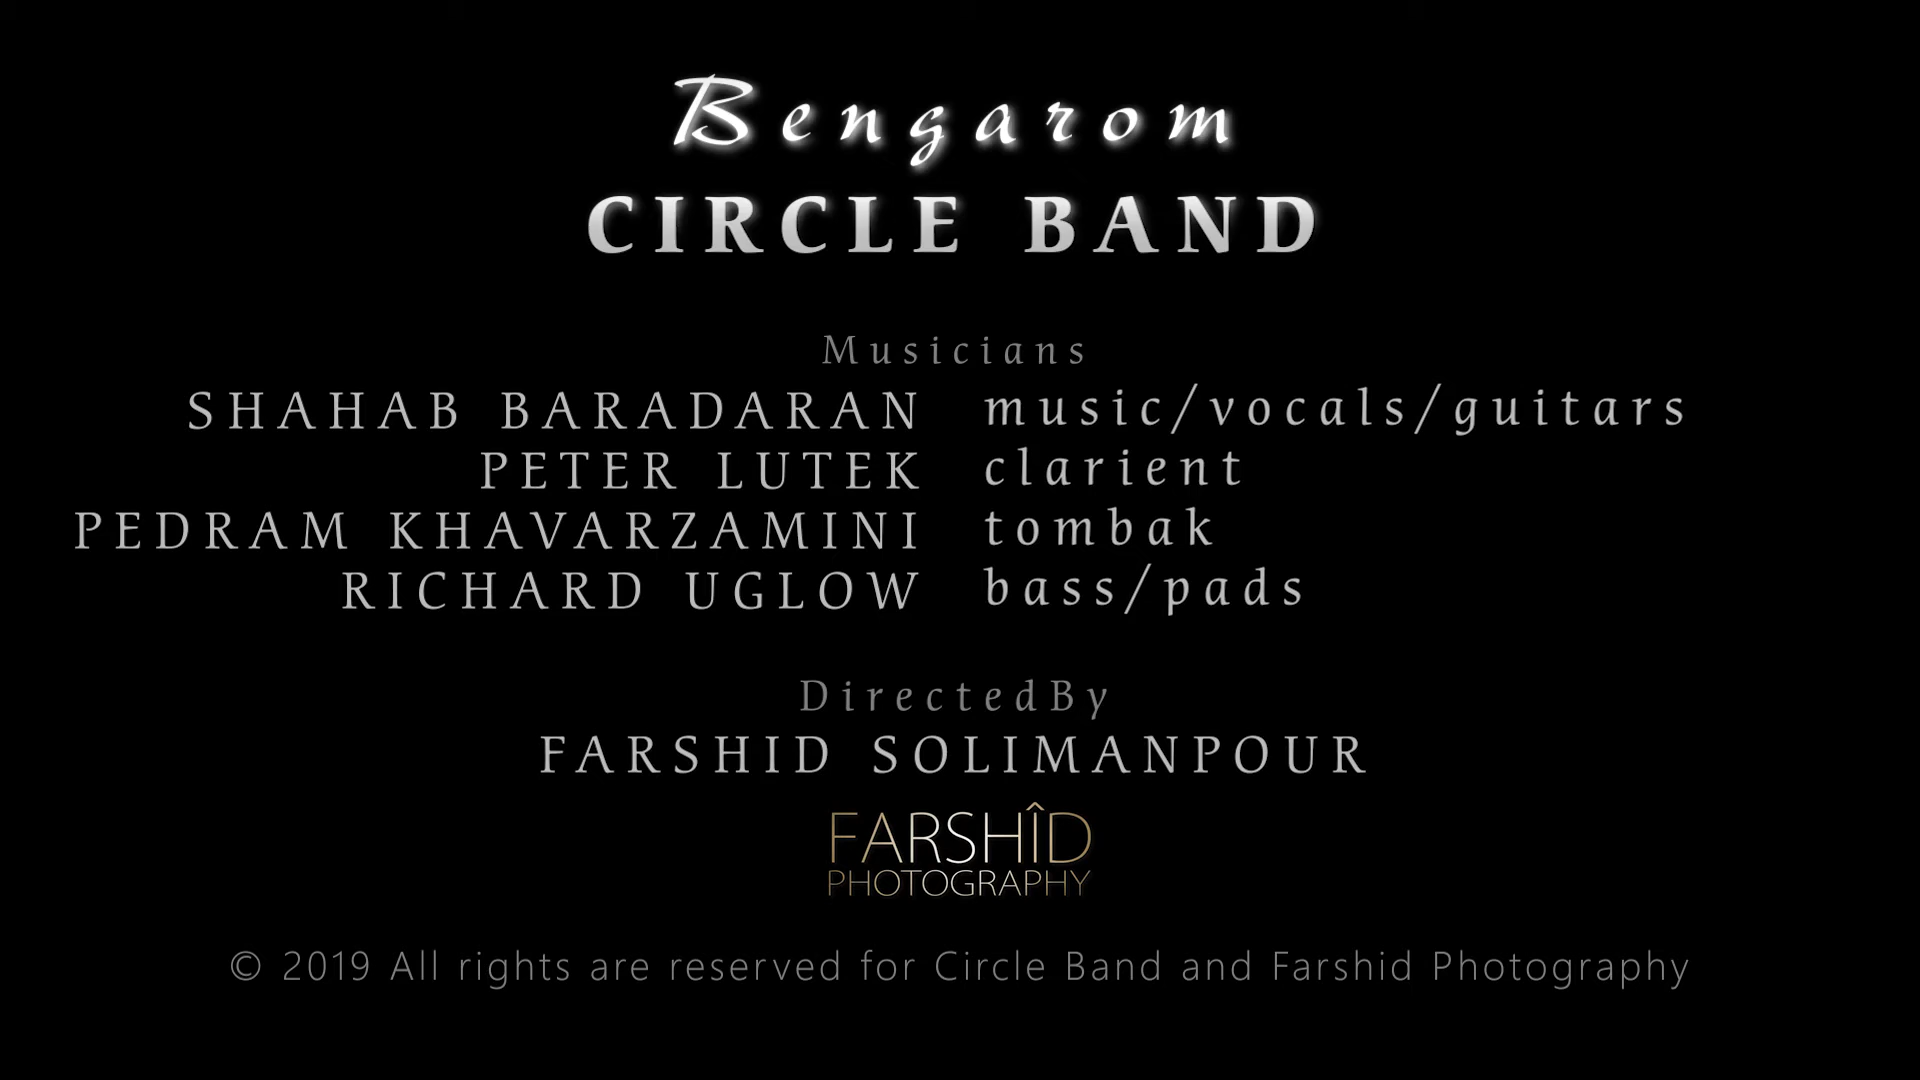 Bengarom
CIRCLE BAND
Musicians
SHAHAB BARADARAN music/vocals/guitars
PETER LUTEK clarient
PEDRAM KHAVARZAMINI tombak
RICHARD UGLOW bass/pads
DirectedBy
FARSHID SOLIMANPOUR
FARSHÎD
PHOTOGRAPHY
© 2019 All rights are reserved for Circle Band and Farshid Photography